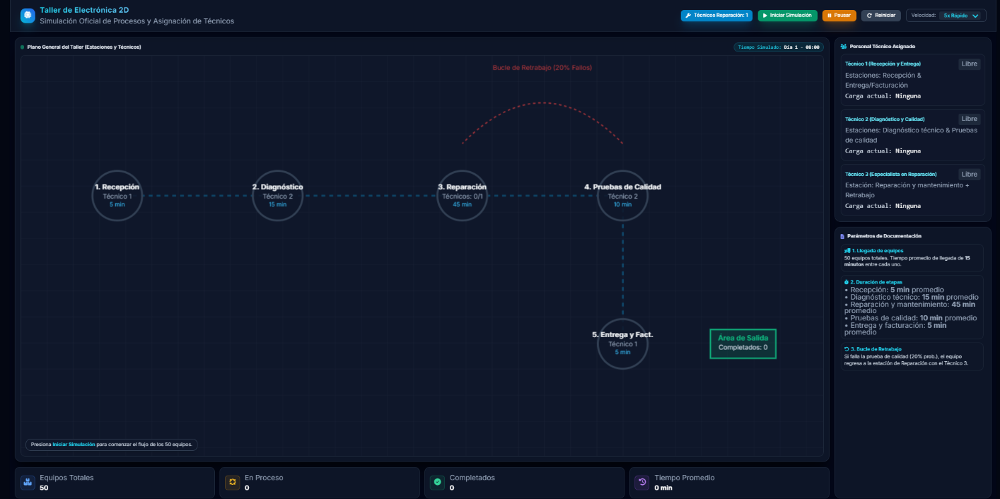 Taller de Electrónica 2D
Simulación Oficial de Procesos y Asignación de Técnicos
Técnicos Reparación: 1
Iniciar Simulación
Pausar
Reiniciar
Velocidad: 5x Rápido
Plano General del Taller (Estaciones y Técnicos)
Tiempo Simulado: Día 1 - 08:00
Bucle de Retrabajo (20% Fallos)
1. Recepción
Técnico 1
5 min
2. Diagnóstico
Técnico 2
15 min
3. Reparación
Técnicos: 0/1
45 min
4. Pruebas de Calidad
Técnico 2
10 min
5. Entrega y Fact.
Técnico 1
5 min
Área de Salida
Completados: 0
Presiona Iniciar Simulación para comenzar el flujo de los 50 equipos.
Personal Técnico Asignado
Técnico 1 (Recepción y Entrega)
Libre
Estaciones: Recepción &
Entrega/Facturación
Carga actual: Ninguna
Técnico 2 (Diagnóstico y Calidad)
Libre
Estaciones: Diagnóstico técnico & Pruebas
de calidad
Carga actual: Ninguna
Técnico 3 (Especialista en Reparación)
Libre
Estación: Reparación y mantenimiento +
Retrabajo
Carga actual: Ninguna
Parámetros de Documentación
1. Llegada de equipos
50 equipos totales. Tiempo promedio de llegada de 15
minutos entre cada uno.
2. Duración de etapas
• Recepción: 5 min promedio
• Diagnóstico técnico: 15 min promedio
• Reparación y mantenimiento: 45 min
promedio
• Pruebas de calidad: 10 min promedio
• Entrega y facturación: 5 min
promedio
3. Bucle de Retrabajo
Si falla la prueba de calidad (20% prob.), el equipo
regresa a la estación de Reparación con el Técnico 3.
Equipos Totales
50
En Proceso
0
Completados
0
Tiempo Promedio
0 min